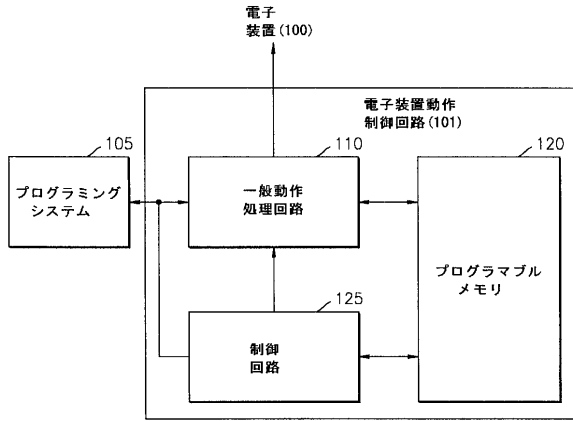 電子
装置(100)
電子装置動作
制御回路(101)
105
プログラミング
システム
110
一般動作
処理回路
120
プログラマブル
メモリ
125
制御
回路